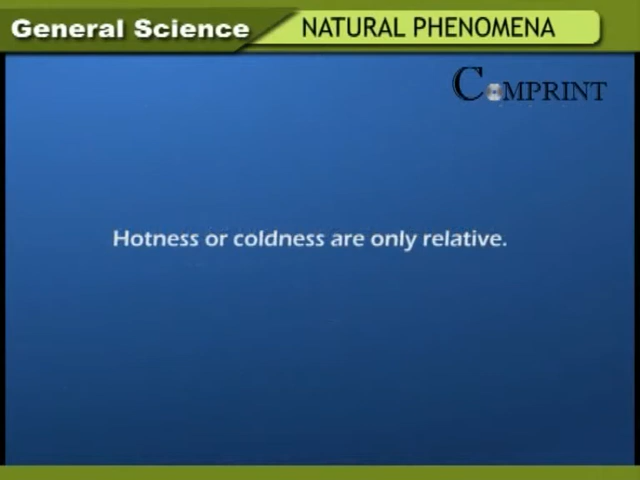 General Science
NATURAL PHENOMENA
COMPRINT
Hotness or coldness are only relative.